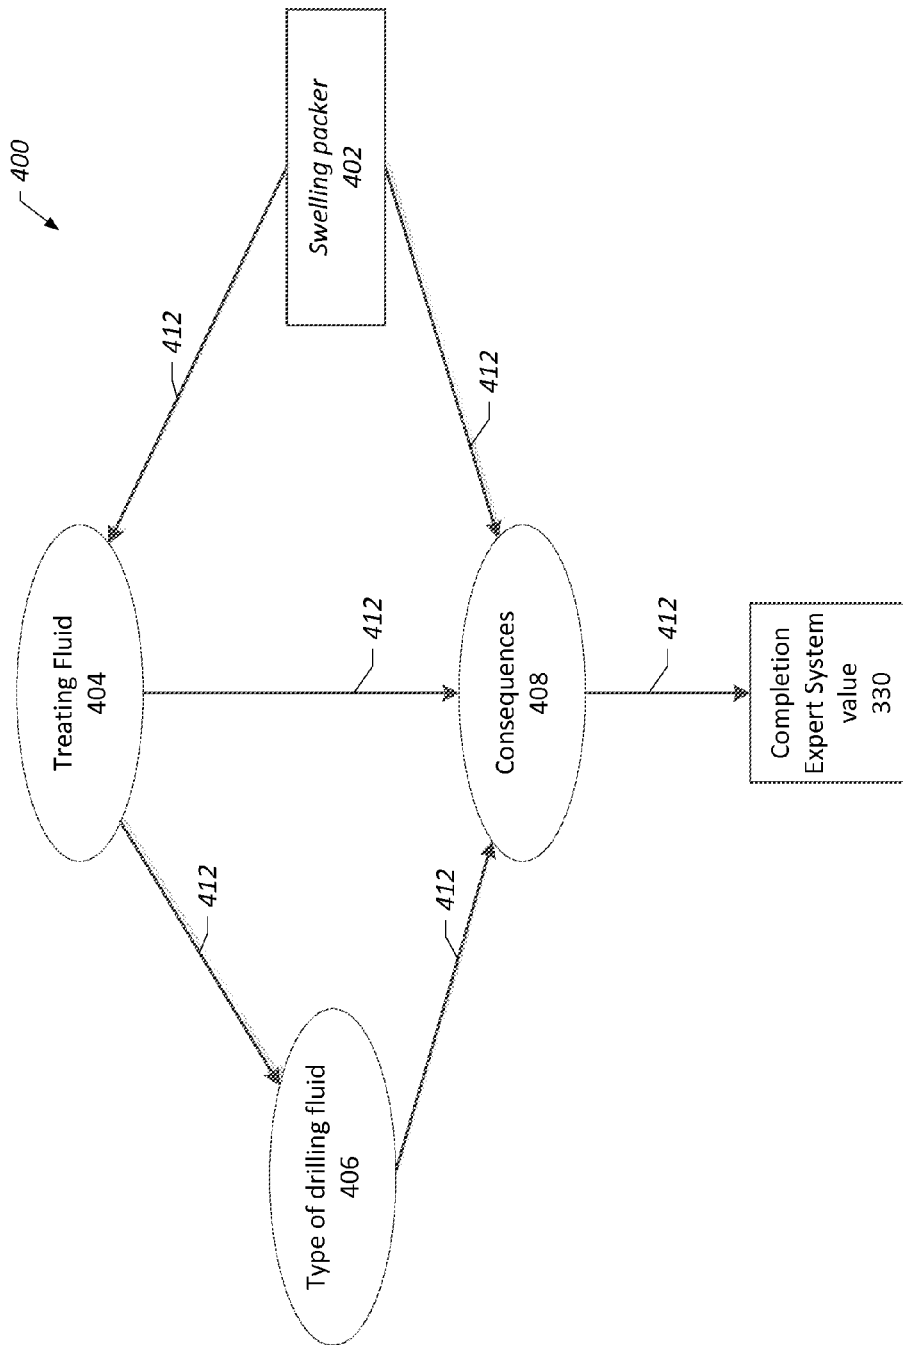 400
Treating Fluid
404
412
412
412
Type of drilling fluid
406
Swelling packer
402
412
412
Consequences
408
412
Completion
Expert System
value
330